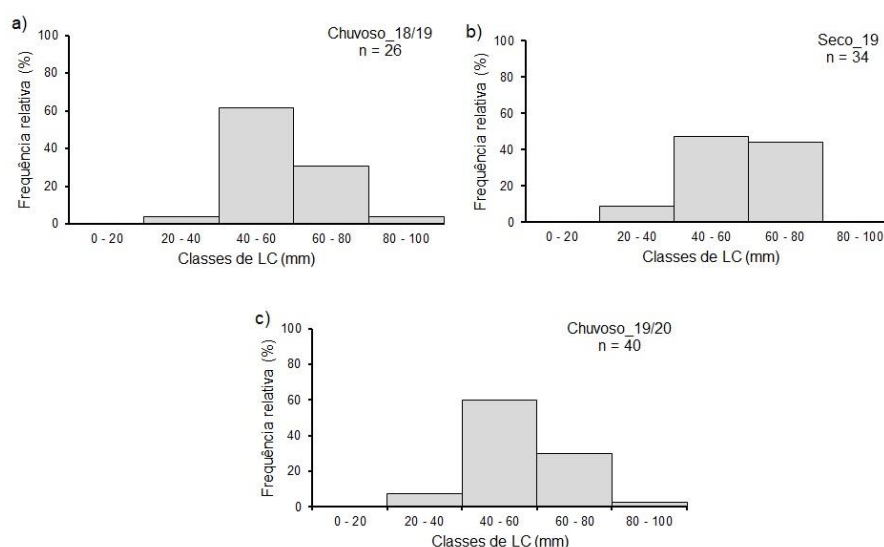 a)
Chuvoso_18/19
n = 26
Frequência relativa (%)
100
80
60
40
20
0
0 - 20 20 - 40 40 - 60 60 - 80 80 - 100
Classes de LC (mm)
b)
Seco_19
n = 34
Frequência relativa (%)
100
80
60
40
20
0
0 - 20 20 - 40 40 - 60 60 - 80 80 - 100
Classes de LC (mm)
c)
Chuvoso_19/20
n = 40
Frequência relativa (%)
100
80
60
40
20
0
0 - 20 20 - 40 40 - 60 60 - 80 80 - 100
Classes de LC (mm)